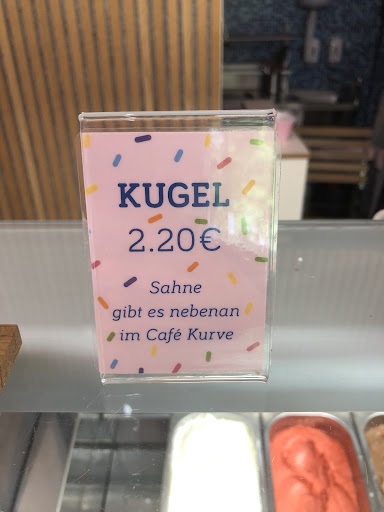 KUGEL
2.20€
Sahne
gibt es nebenan
im Café Kurve